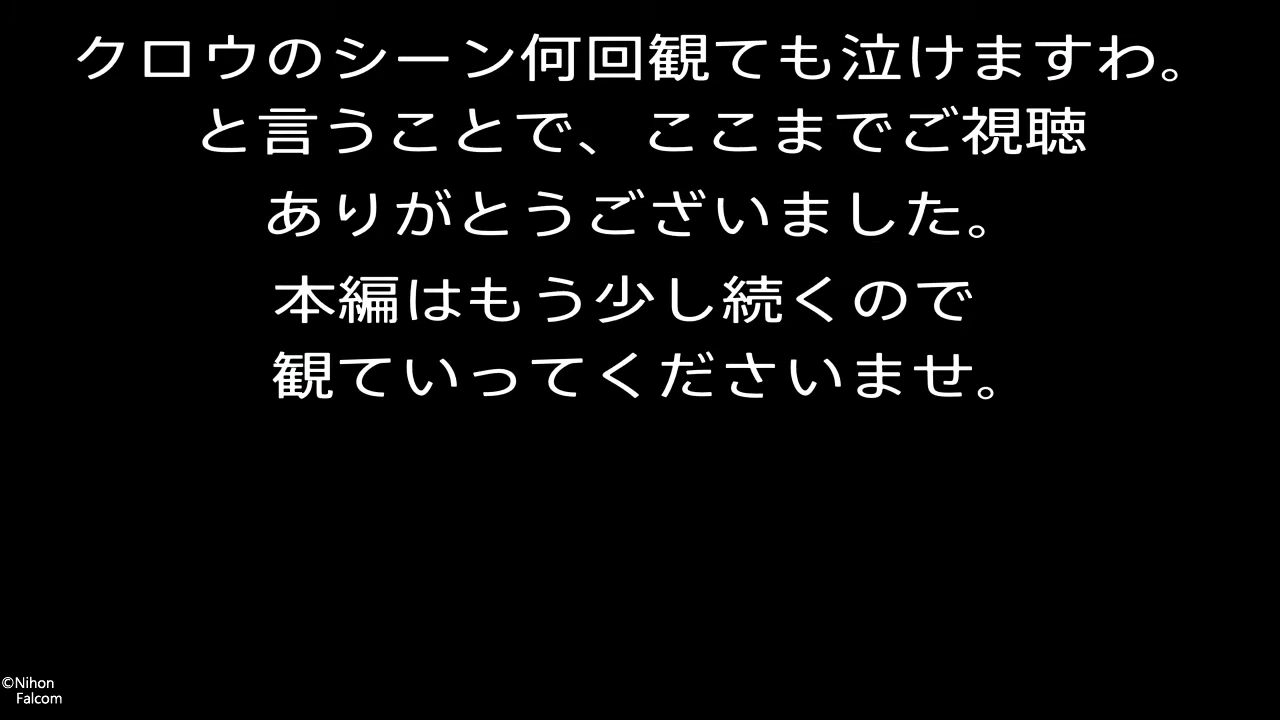 クロウのシーン何回観ても泣けますわ。
と言うことで、ここまでご視聴
ありがとうございました。
本編はもう少し続くので
観ていってくださいませ。
©Nihon
Falcom